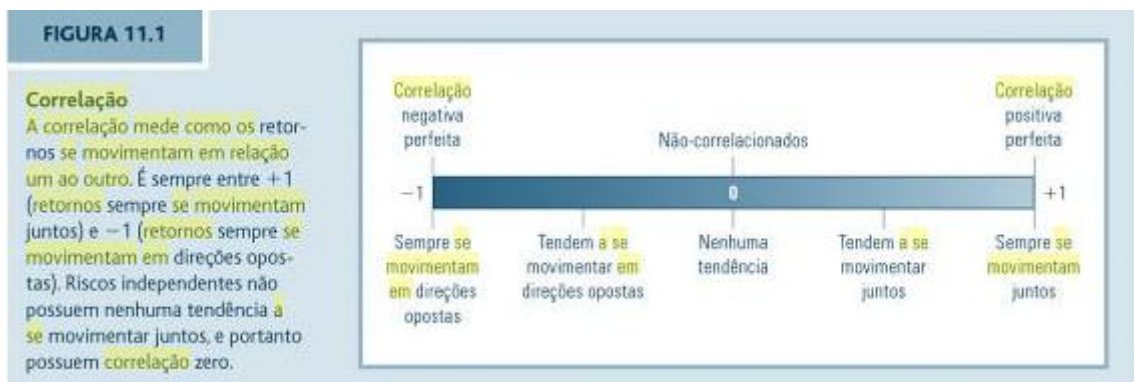 FIGURA 11.1
Correlação
A correlação mede como os retor-
nos se movimentam em relação
um ao outro. É sempre entre +1
(retornos sempre se movimentam
juntos) e −1 (retornos sempre se
movimentam em direções opos-
tas). Riscos independentes não
possuem nenhuma tendência a
se movimentar juntos, e portanto
possuem correlação zero.
Correlação
negativa
perfeita
Não-correlacionados
Correlação
positiva
perfeita
−1
0
+1
Sempre se
movimentam
em direções
opostas
Tendem a se
movimentar em
direções opostas
Nenhuma
tendência
Tendem a se
movimentar
juntos
Sempre se
movimentam
juntos